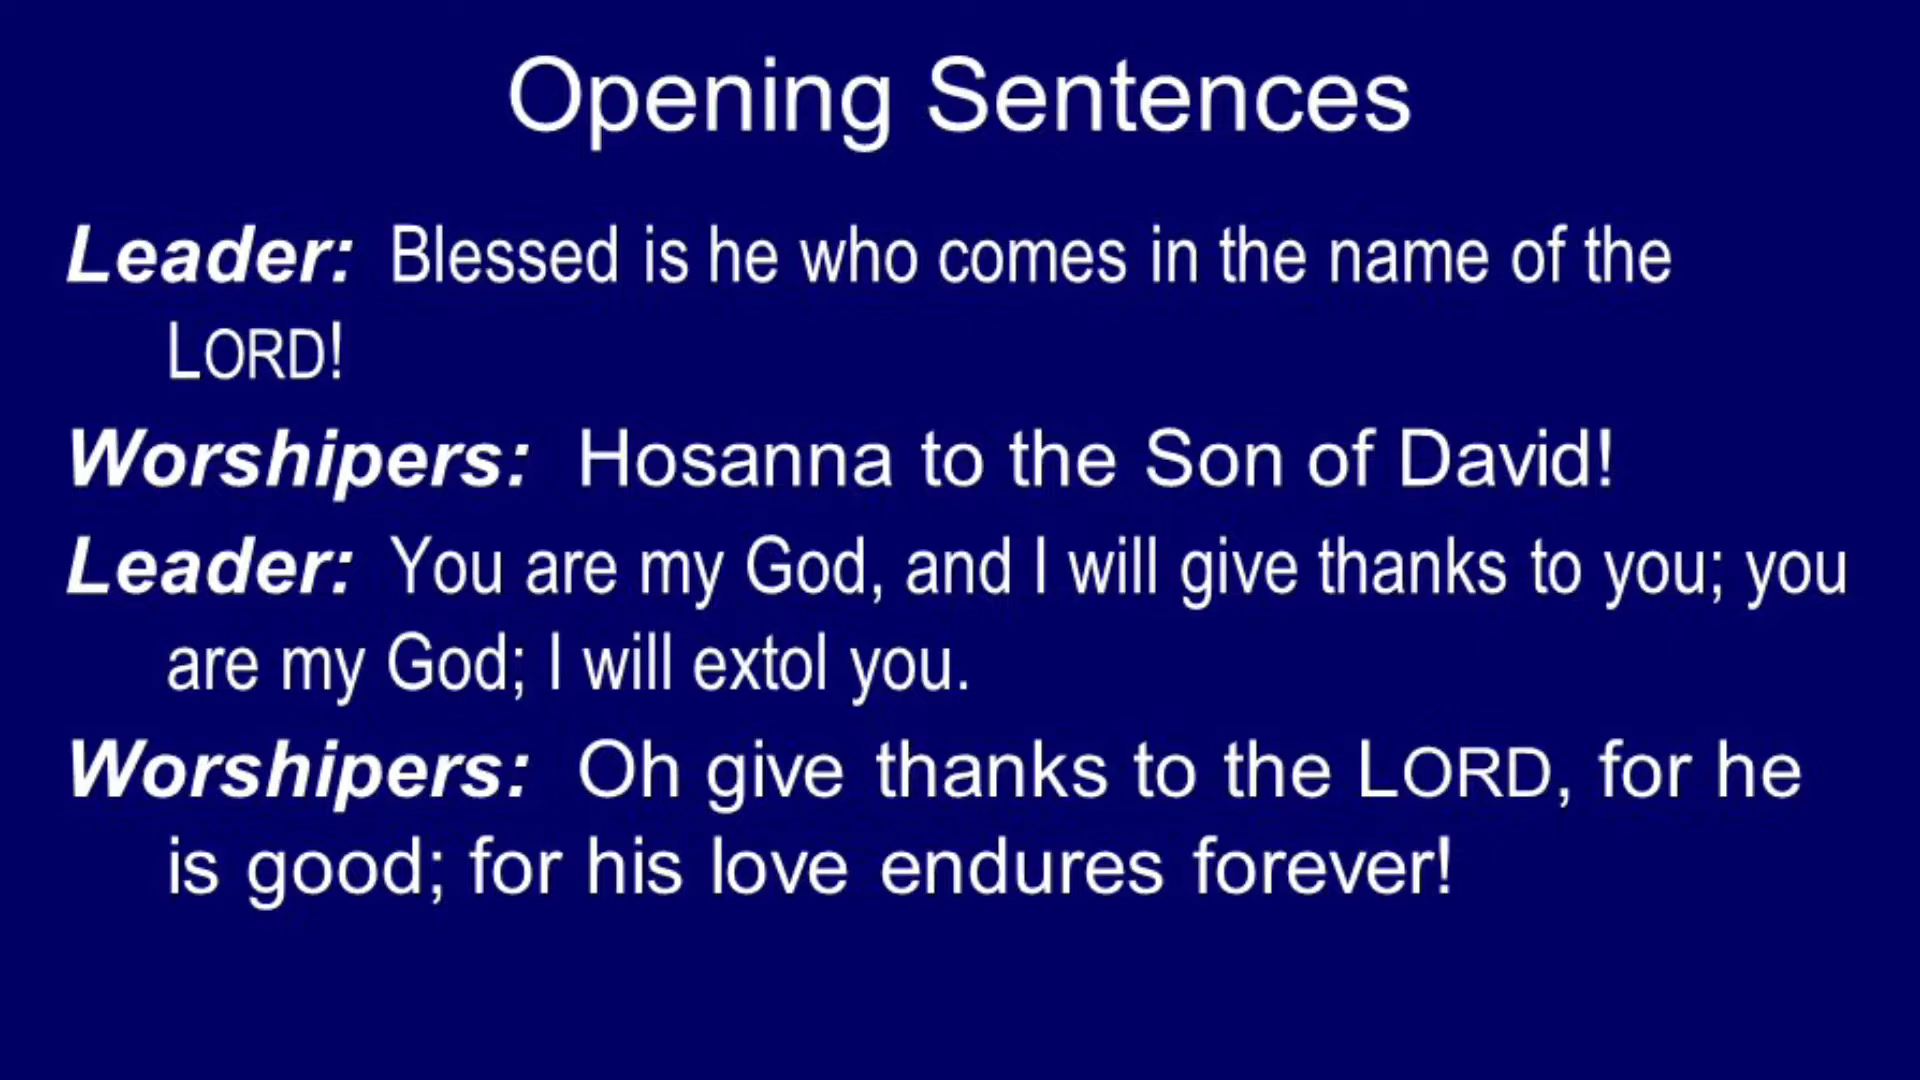 Opening Sentences
Leader: Blessed is he who comes in the name of the
LORD!
Worshipers: Hosanna to the Son of David!
Leader: You are my God, and I will give thanks to you; you
are my God; I will extol you.
Worshipers: Oh give thanks to the LORD, for he
is good; for his love endures forever!